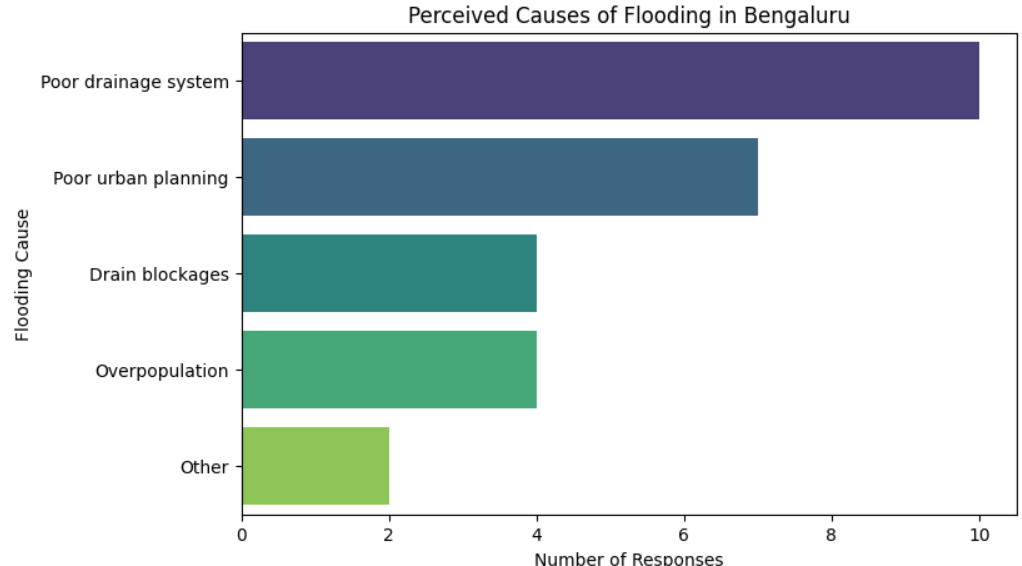 Perceived Causes of Flooding in Bengaluru
Flooding Cause
Poor drainage system
Poor urban planning
Drain blockages
Overpopulation
Other
0 2 4 6 8 10
Number of Responses